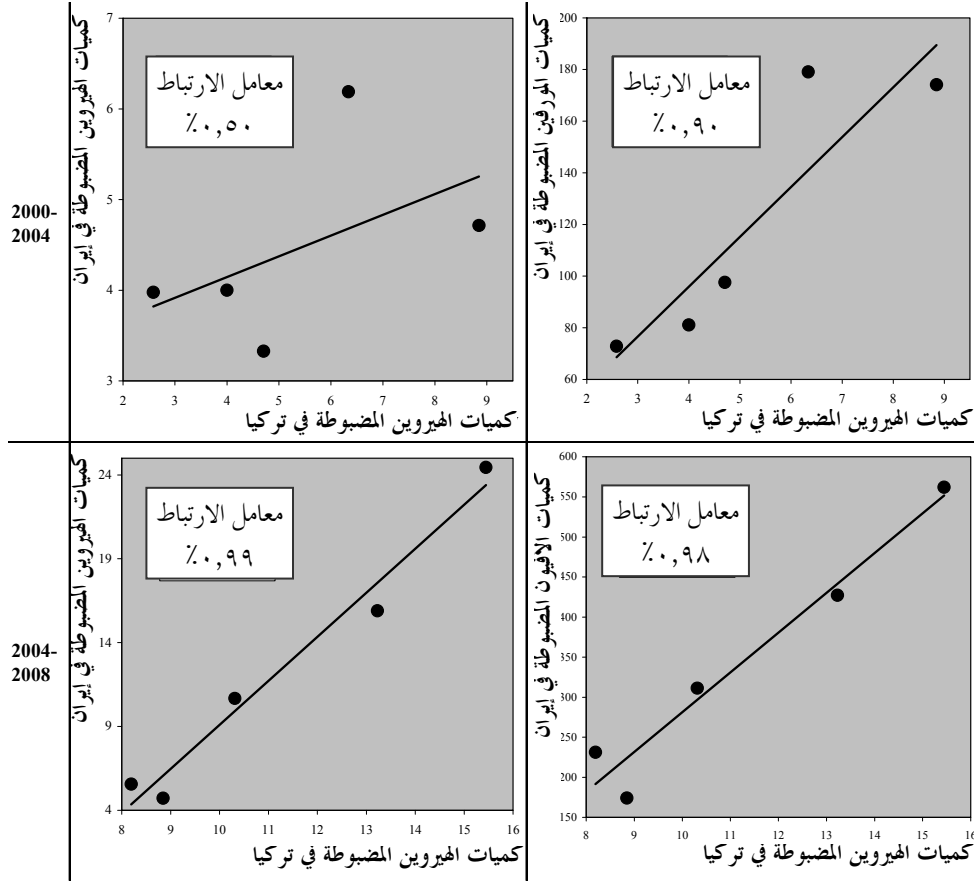 2000-
2004
كميات الهيروين المضبوطة في إيران
7
6
5
4
3
معامل الارتباط
٪٠,٥٠
2 3 4 5 6 7 8 9
كميات الهيروين المضبوطة في تركيا
كميات المورفين المضبوطة في إيران
200
180
160
140
120
100
80
60
معامل الارتباط
٪٠,٩٠
2 3 4 5 6 7 8 9
كميات الهيروين المضبوطة في تركيا
2004-
2008
كميات الهيروين المضبوطة في إيران
24
19
14
9
4
معامل الارتباط
٪٠,٩٩
8 9 10 11 12 13 14 15 16
كميات الهيروين المضبوطة في تركيا
كميات الافيون المضبوطة في إيران
600
550
500
450
400
350
300
250
200
150
معامل الارتباط
٪٠,٩٨
8 9 10 11 12 13 14 15 16
كميات الهيروين المضبوطة في تركيا